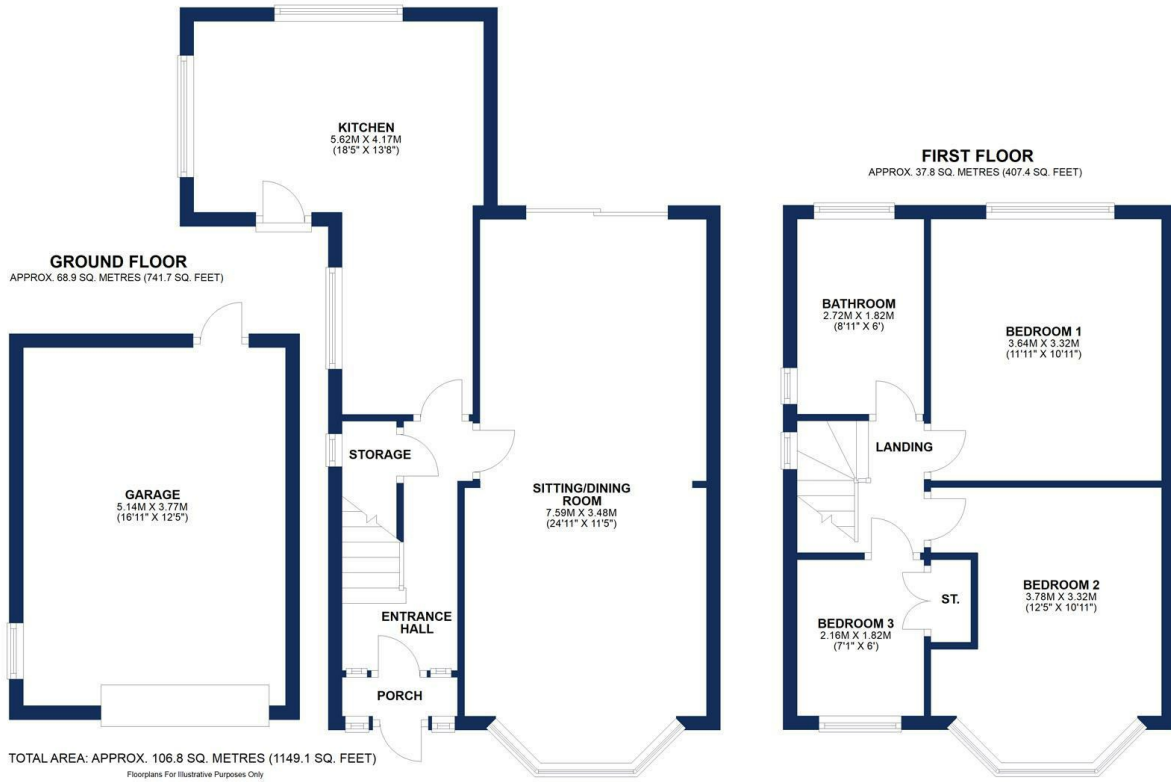 KITCHEN
5.62M X 4.17M
(18'5" X 13'8")
FIRST FLOOR
APPROX. 37.8 SQ. METRES (407.4 SQ. FEET)
GROUND FLOOR
APPROX. 68.9 SQ. METRES (741.7 SQ. FEET)
BATHROOM
2.72M X 1.82M
(8'11" X 6')
BEDROOM 1
3.64M X 3.32M
(11'11" X 10'11")
STORAGE
LANDING
GARAGE
5.14M X 3.77M
(16'11" X 12'5")
SITTING/DINING
ROOM
7.59M X 3.48M
(24'11" X 11'5")
ENTRANCE
HALL
PORCH
BEDROOM 3
2.16M X 1.82M
(7'1" X 6')
ST.
BEDROOM 2
3.78M X 3.32M
(12'5" X 10'11")
TOTAL AREA: APPROX. 106.8 SQ. METRES (1149.1 SQ. FEET)
Floorplans For Illustrative Purposes Only